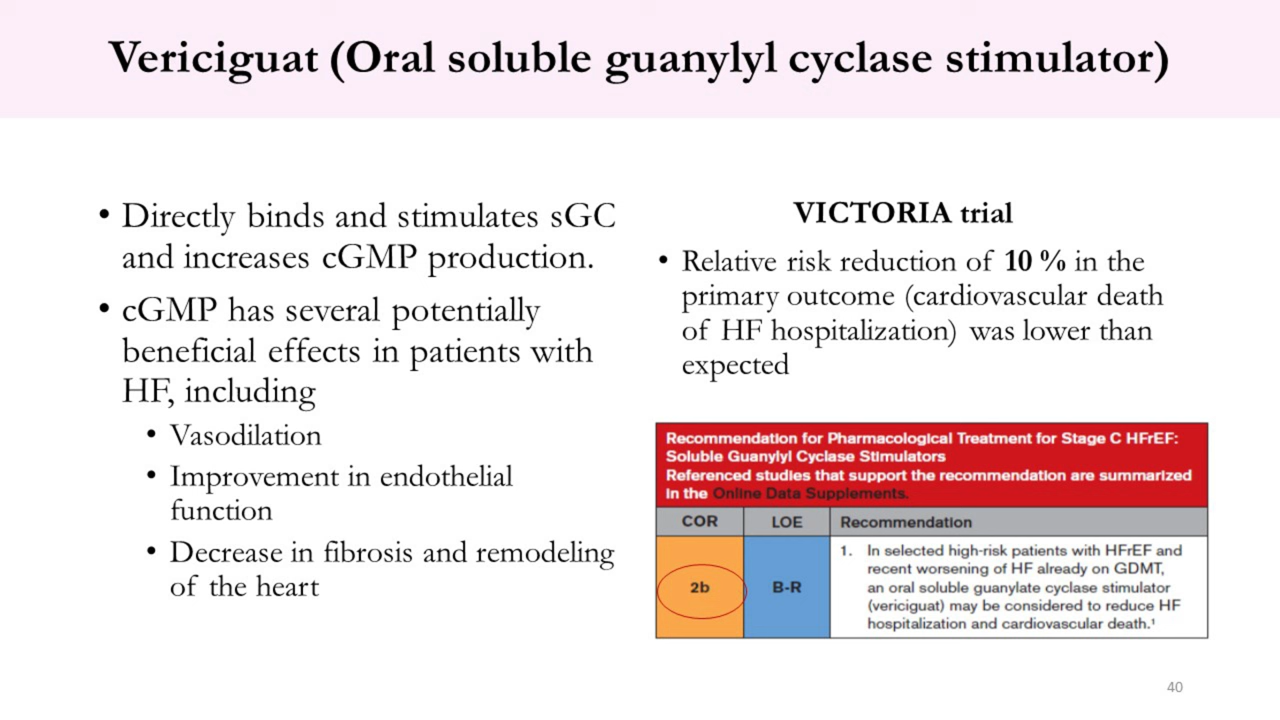 Vericiguat (Oral soluble guanylyl cyclase stimulator)
• Directly binds and stimulates sGC
and increases cGMP production.
• cGMP has several potentially
beneficial effects in patients with
HF, including
• Vasodilation
• Improvement in endothelial
function
• Decrease in fibrosis and remodeling
of the heart
VICTORIA trial
• Relative risk reduction of 10 % in the
primary outcome (cardiovascular death
of HF hospitalization) was lower than
expected
Recommendation for Pharmacological Treatment for Stage C HFrEF:
Soluble Guanylyl Cyclase Stimulators
Referenced studies that support the recommendation are summarized
in the Online Data Supplements.
COR LOE Recommendation
2b B-R
1. In selected high-risk patients with HFrEF and
recent worsening of HF already on GDMT,
an oral soluble guanylate cyclase stimulator
(vericiguat) may be considered to reduce HF
hospitalization and cardiovascular death.¹
40